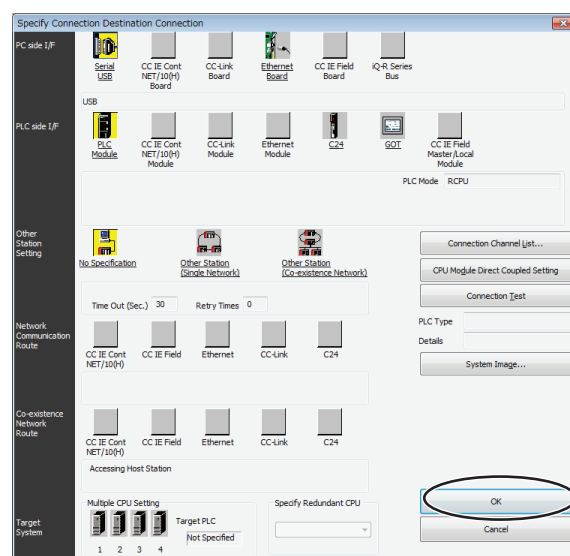 Specify Connection Destination Connection
PC side I/F
Serial
USB
CC IE Cont
NET/10(H)
Board
CC-Link
Board
Ethernet
Board
CC IE Field
Board
iQ-R Series
Bus
USB
PLC side I/F
PLC
Module
CC IE Cont
NET/10(H)
Module
CC-Link
Module
Ethernet
Module
C24
GOT
CC IE Field
Master/Local
Module
PLC Mode RCPU
Other
Station
Setting
No Specification
Other Station
(Single Network)
Other Station
(Co-existence Network)
Connection Channel List...
CPU Module Direct Coupled Setting
Time Out (Sec.) 30 Retry Times 0
Connection Test
Network
Communication
Route
CC IE Cont
NET/10(H)
CC IE Field
Ethernet
CC-Link
C24
PLC Type
Details
System Image...
Co-existence
Network
Route
CC IE Cont
NET/10(H)
CC IE Field
Ethernet
CC-Link
C24
Accessing Host Station
OK
Target
System
Multiple CPU Setting
1 2 3 4
Target PLC
Not Specified
Specify Redundant CPU
Cancel